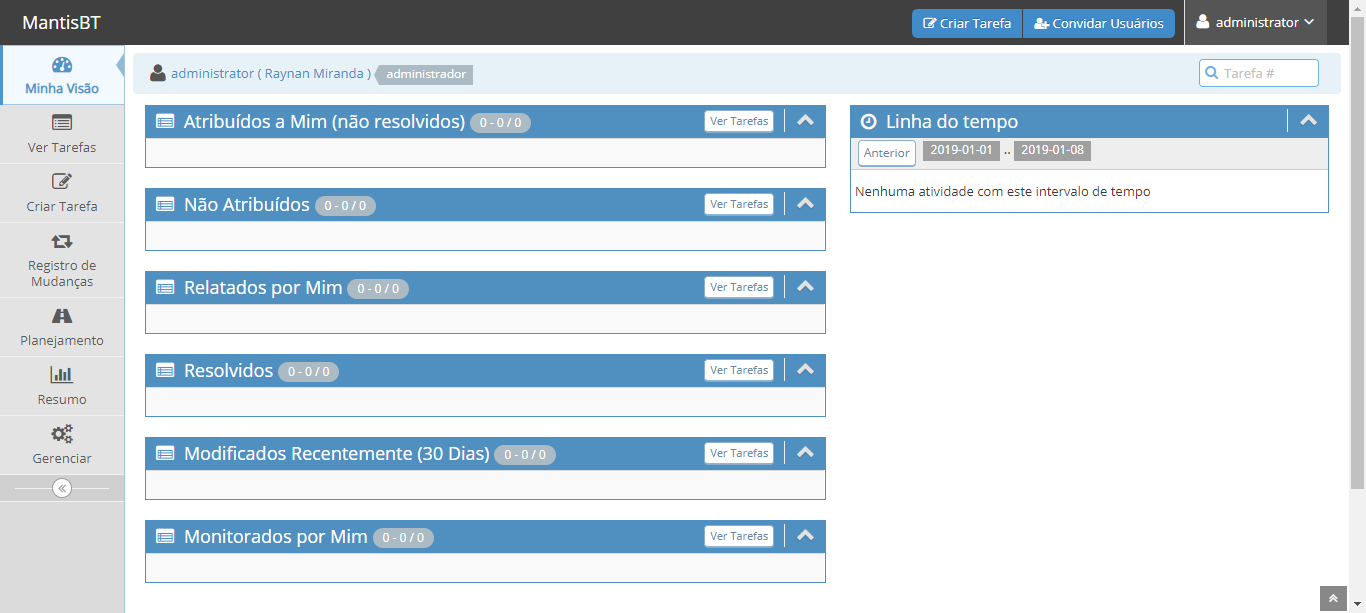 MantisBT
Criar Tarefa
Convidar Usuários
administrator
Minha Visão
Ver Tarefas
Criar Tarefa
Registro de
Mudanças
Planejamento
Resumo
Gerenciar
administrator ( Raynan Miranda )
administrador
Tarefa #
Atribuídos a Mim (não resolvidos) 0 - 0 / 0
Ver Tarefas
Não Atribuídos 0 - 0 / 0
Ver Tarefas
Relatados por Mim 0 - 0 / 0
Ver Tarefas
Resolvidos 0 - 0 / 0
Ver Tarefas
Modificados Recentemente (30 Dias) 0 - 0 / 0
Ver Tarefas
Monitorados por Mim 0 - 0 / 0
Ver Tarefas
Linha do tempo
Anterior 2019-01-01 .. 2019-01-08
Nenhuma atividade com este intervalo de tempo